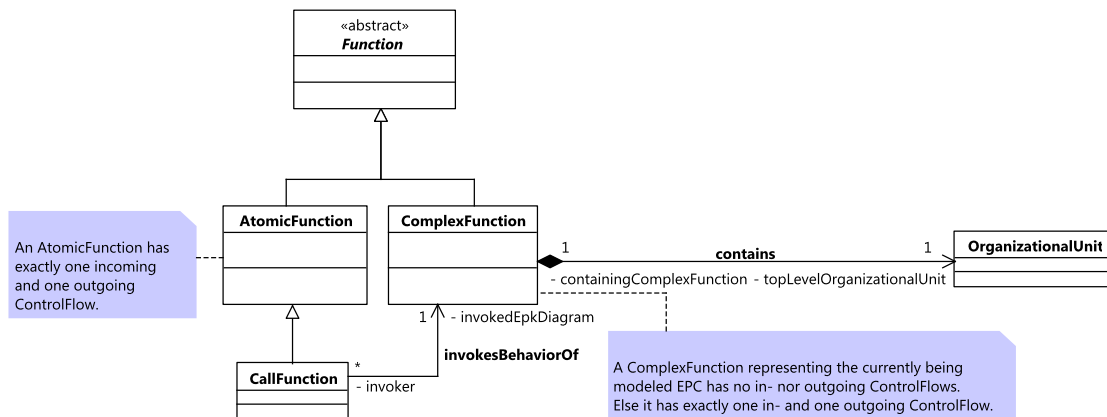 «abstract»
Function
AtomicFunction
ComplexFunction
An AtomicFunction has
exactly one incoming
and one outgoing
ControlFlow.
1
contains
1
OrganizationalUnit
- containingComplexFunction
- topLevelOrganizationalUnit
1
- invokedEpkDiagram
invokesBehaviorOf
CallFunction
*
- invoker
A ComplexFunction representing the currently being
modeled EPC has no in- nor outgoing ControlFlows.
Else it has exactly one in- and one outgoing ControlFlow.